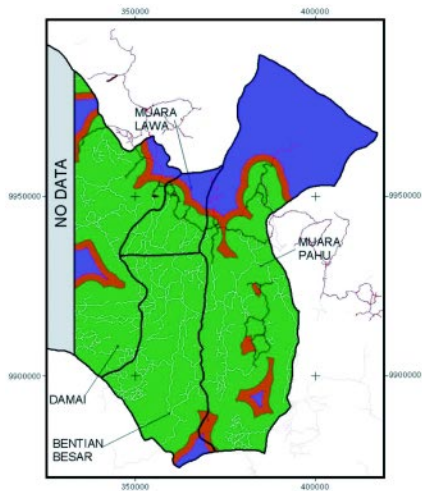 350000 400000
MUARA
LAWA
NO DATA
9950000 9950000
MUARA
PAHU
9900000 9900000
DAMAI
BENTIAN
BESAR
350000 400000